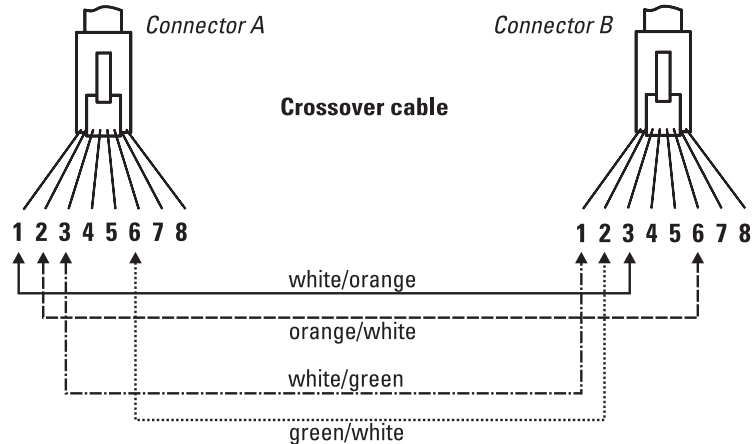 Connector A
Connector B
Crossover cable
1 2 3 4 5 6 7 8
1 2 3 4 5 6 7 8
white/orange
orange/white
white/green
green/white